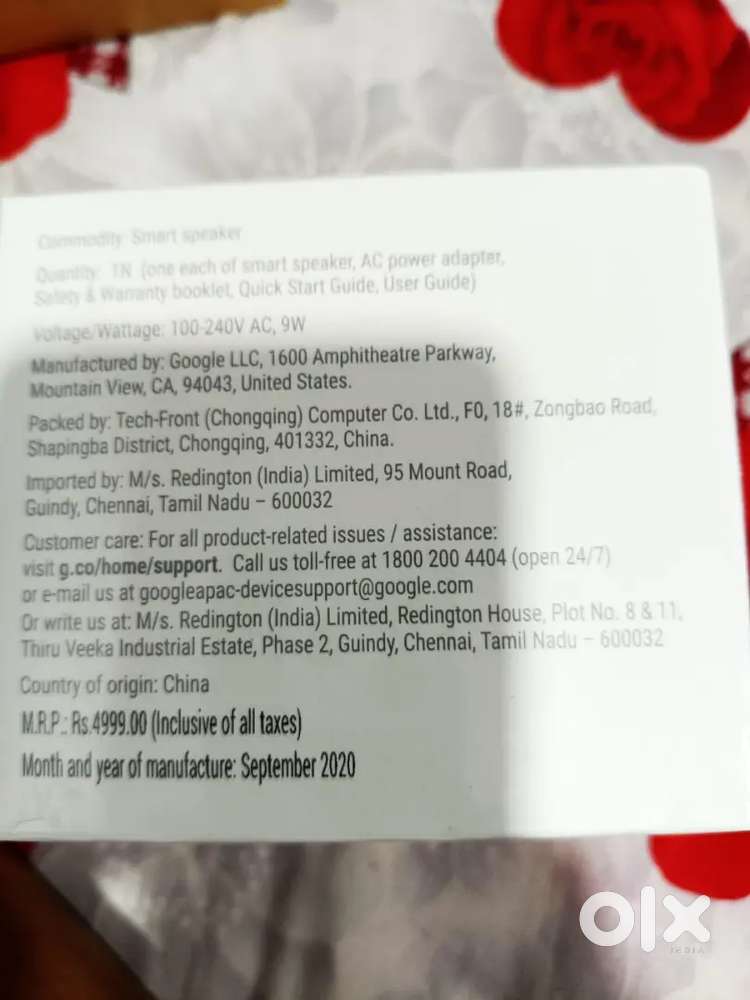 Commodity: Smart speaker
Quantity: 1N (one each of smart speaker, AC power adapter,
Safety & Warranty booklet, Quick Start Guide, User Guide)
Voltage/Wattage: 100-240V AC, 9W
Manufactured by: Google LLC, 1600 Amphitheatre Parkway,
Mountain View, CA, 94043, United States.
Packed by: Tech-Front (Chongqing) Computer Co. Ltd., F0, 18#, Zongbao Road,
Shapingba District, Chongqing, 401332, China.
Imported by: M/s. Redington (India) Limited, 95 Mount Road,
Guindy, Chennai, Tamil Nadu – 600032
Customer care: For all product-related issues / assistance:
visit g.co/home/support. Call us toll-free at 1800 200 4404 (open 24/7)
or e-mail us at googleapac-devicesupport@google.com
Or write us at: M/s. Redington (India) Limited, Redington House, Plot No. 8 & 11,
Thiru Veeka Industrial Estate, Phase 2, Guindy, Chennai, Tamil Nadu – 600032
Country of origin: China
M.R.P.: Rs.4999.00 (Inclusive of all taxes)
Month and year of manufacture: September 2020
olx
INDIA